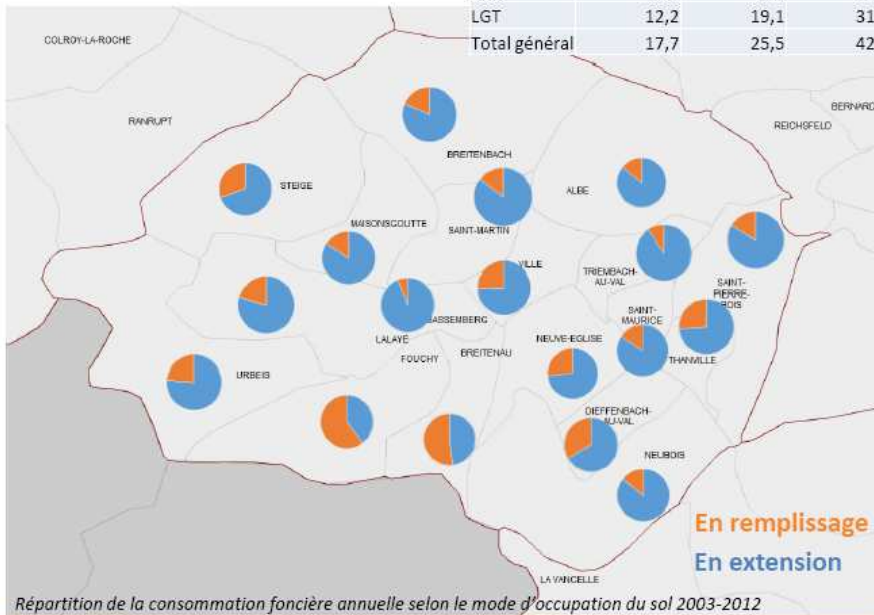 LGT 12,2 19,1 31
Total général 17,7 25,5 42
COLROY-LA-ROCHE
RANRUPT
BERNARD
REICHSFELD
BREITENBACH
STEIGE
ALBE
MAISONSGOUTTE
SAINT-MARTIN
VILLE
TRIEMBACH-
AU-VAL
SAINT-
PIERRE-
BOIS
BASSEMBERG
SAINT-
MAURICE
LALAYE
NEUVE-EGLISE
FOUCHY
BREITENAU
THANVILLE
URBEIS
DIEFFENBACH-
AU-VAL
NEUBOIS
En remplissage
En extension
LA VANCELLE
Répartition de la consommation foncière annuelle selon le mode d'occupation du sol 2003-2012